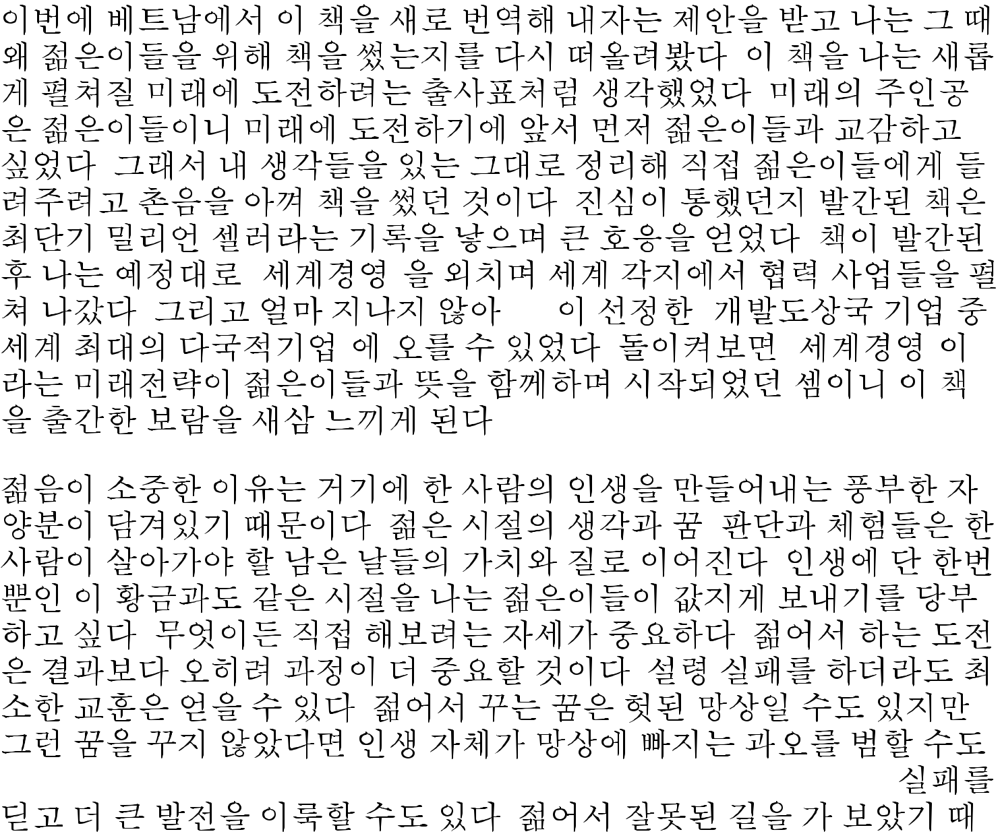 이번에 베트남에서 이 책을 새로 번역해 내자는 제안을 받고 나는 그 때
왜 젊은이들을 위해 책을 썼는지를 다시 떠올려봤다 이 책을 나는 새롭
게 펼쳐질 미래에 도전하려는 출사표처럼 생각했었다 미래의 주인공
은 젊은이들이니 미래에 도전하기에 앞서 먼저 젊은이들과 교감하고
싶었다 그래서 내 생각들을 있는 그대로 정리해 직접 젊은이들에게 들
려주려고 촌음을 아껴 책을 썼던 것이다 진심이 통했던지 발간된 책은
최단기 밀리언 셀러라는 기록을 낳으며 큰 호응을 얻었다 책이 발간된
후 나는 예정대로 세계경영 을 외치며 세계 각지에서 협력 사업들을 펼
쳐 나갔다 그리고 얼마 지나지 않아 이 선정한 개발도상국 기업 중
세계 최대의 다국적기업 에 오를 수 있었다 돌이켜보면 세계경영 이
라는 미래전략이 젊은이들과 뜻을 함께하며 시작되었던 셈이니 이 책
을 출간한 보람을 새삼 느끼게 된다
젊음이 소중한 이유는 거기에 한 사람의 인생을 만들어내는 풍부한 자
양분이 담겨있기 때문이다 젊은 시절의 생각과 꿈 판단과 체험들은 한
사람이 살아가야 할 남은 날들의 가치와 질로 이어진다 인생에 단 한번
뿐인 이 황금과도 같은 시절을 나는 젊은이들이 값지게 보내기를 당부
하고 싶다 무엇이든 직접 해보려는 자세가 중요하다 젊어서 하는 도전
은 결과보다 오히려 과정이 더 중요할 것이다 설령 실패를 하더라도 최
소한 교훈은 얻을 수 있다 젊어서 꾸는 꿈은 헛된 망상일 수도 있지만
그런 꿈을 꾸지 않았다면 인생 자체가 망상에 빠지는 과오를 범할 수도
실패를
딛고 더 큰 발전을 이룩할 수도 있다 젊어서 잘못된 길을 가 보았기 때